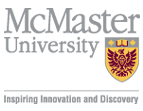 McMaster
University
Inspiring Innovation and Discovery